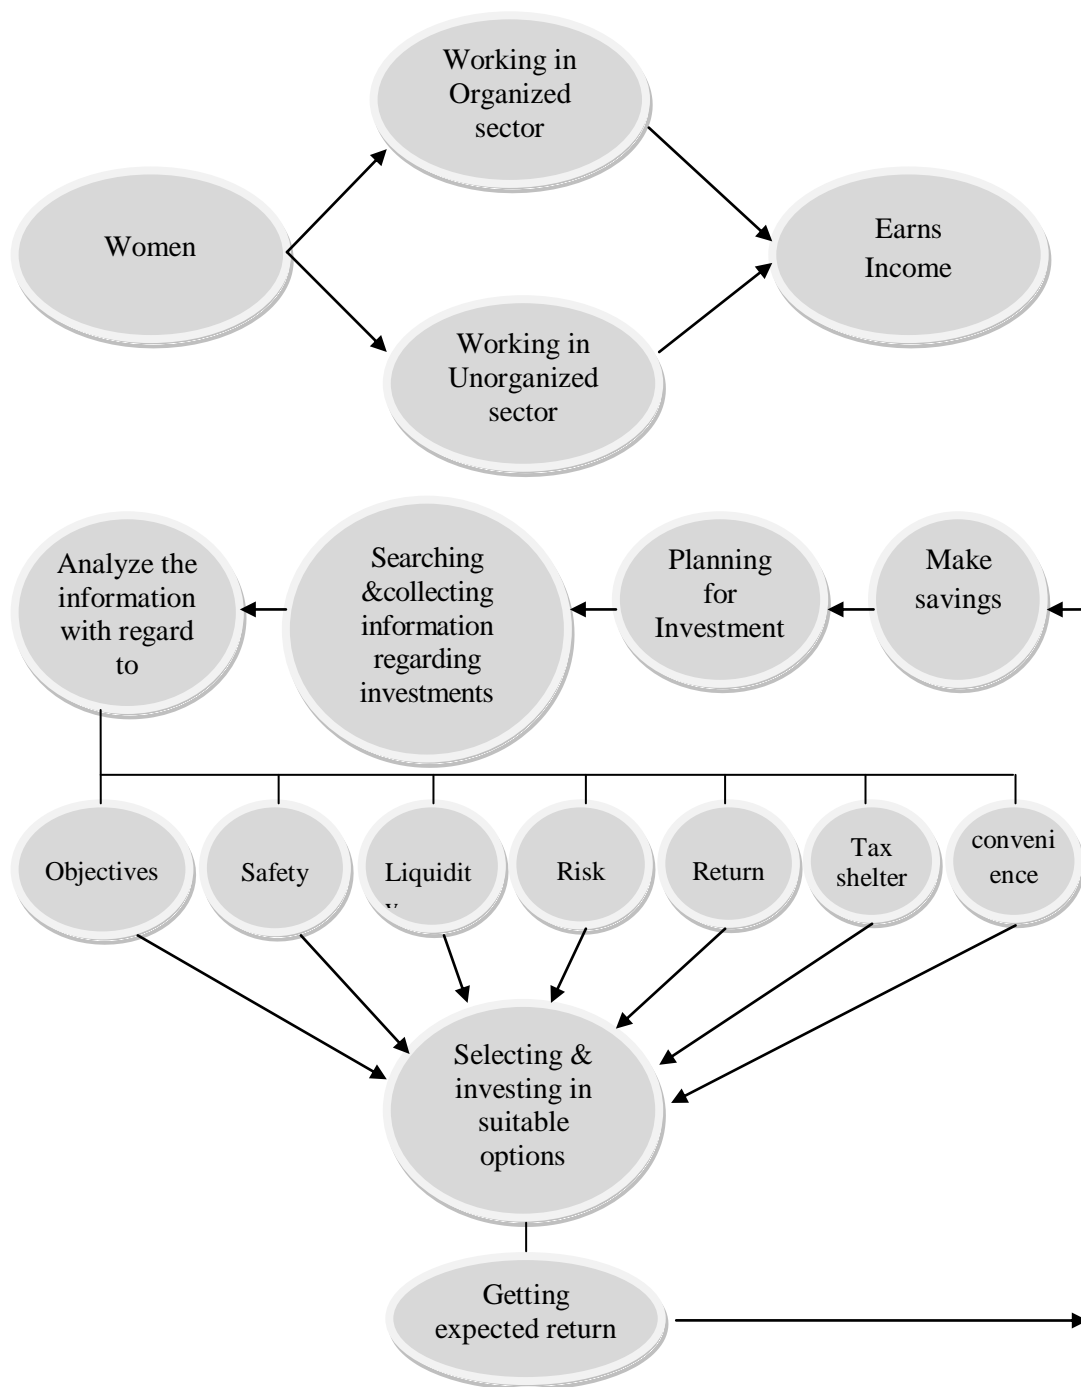 Working in
Organized
sector
Women
Earns
Income
Working in
Unorganized
sector
Analyze the
information
with regard
to
Searching
&collecting
information
regarding
investments
Planning
for
Investment
Make
savings
Objectives
Safety
Liquidit
y
Risk
Return
Tax
shelter
conveni
ence
Selecting &
investing in
suitable
options
Getting
expected return